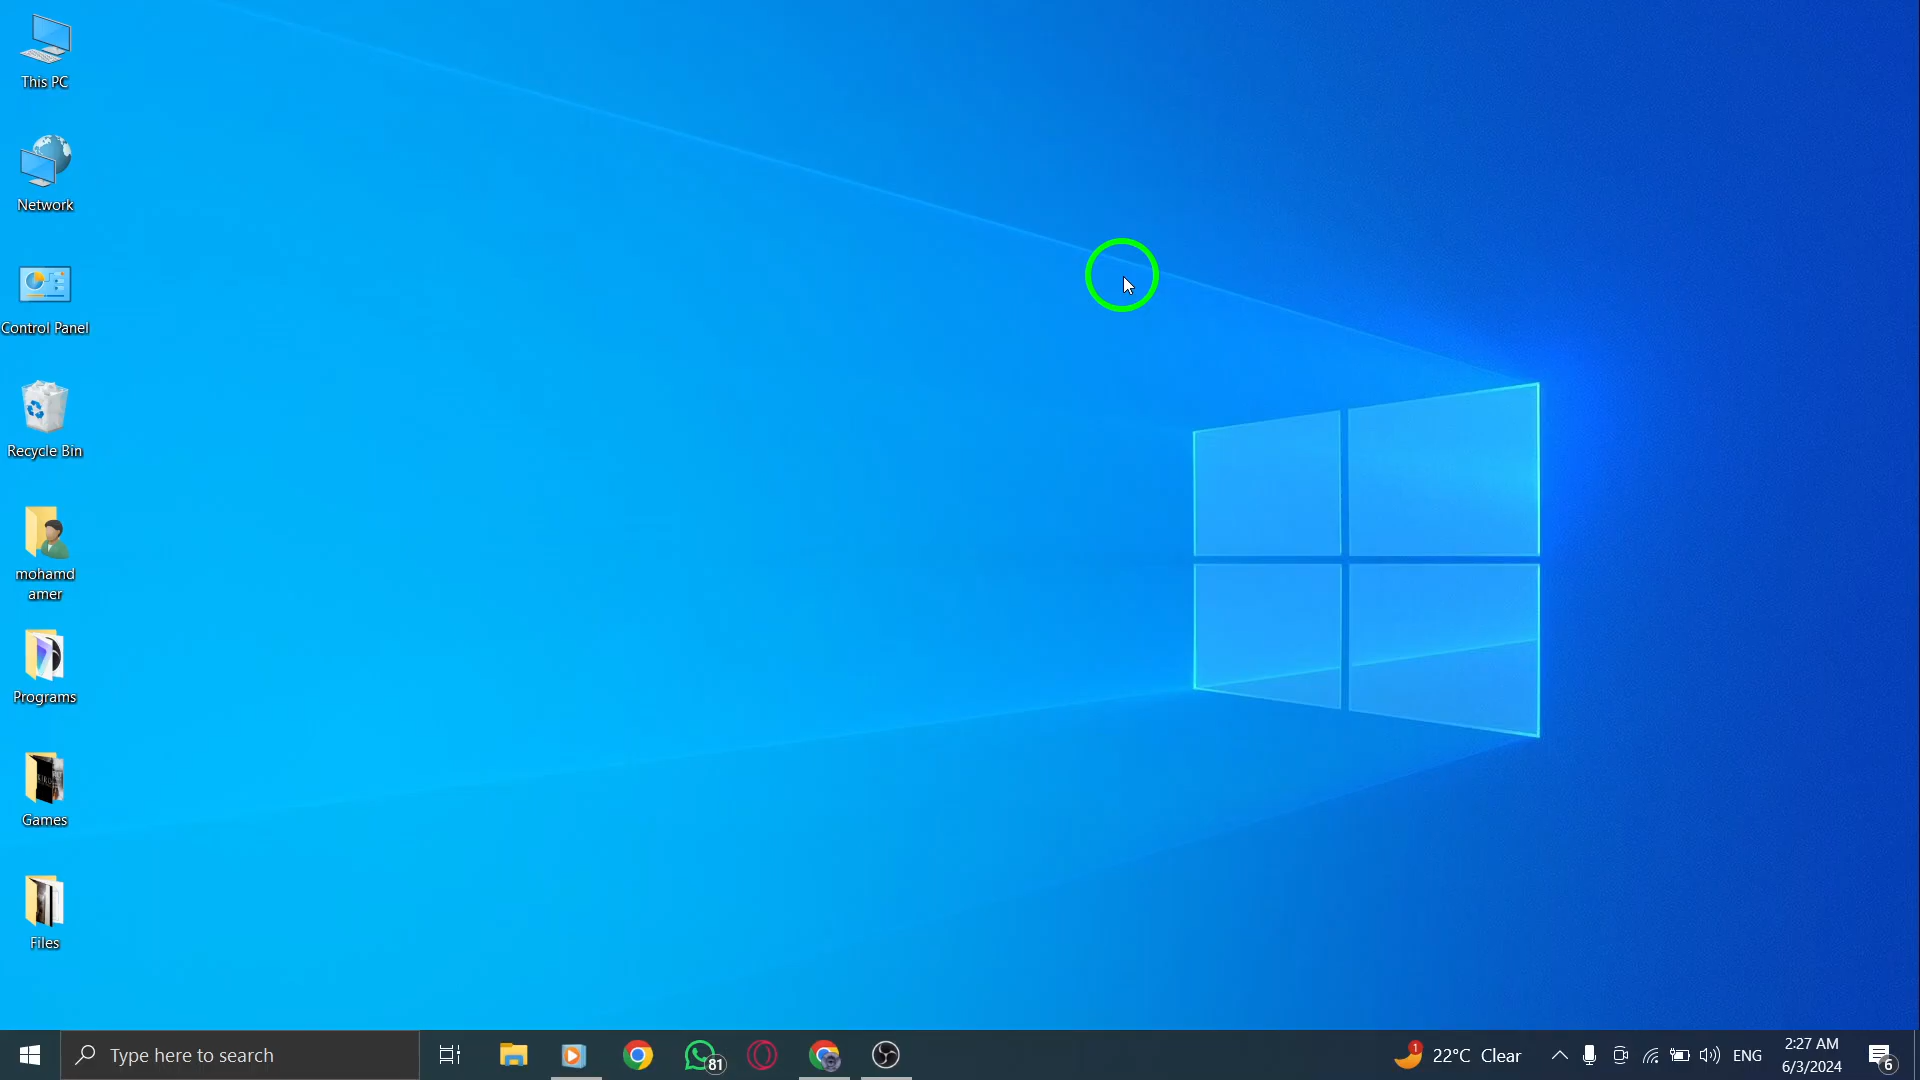 This PC
Network
Control Panel
Recycle Bin
mohamd
amer
Programs
Games
Files
Type here to search
81
1
22°C Clear
ENG
2:27 AM
6/3/2024
6